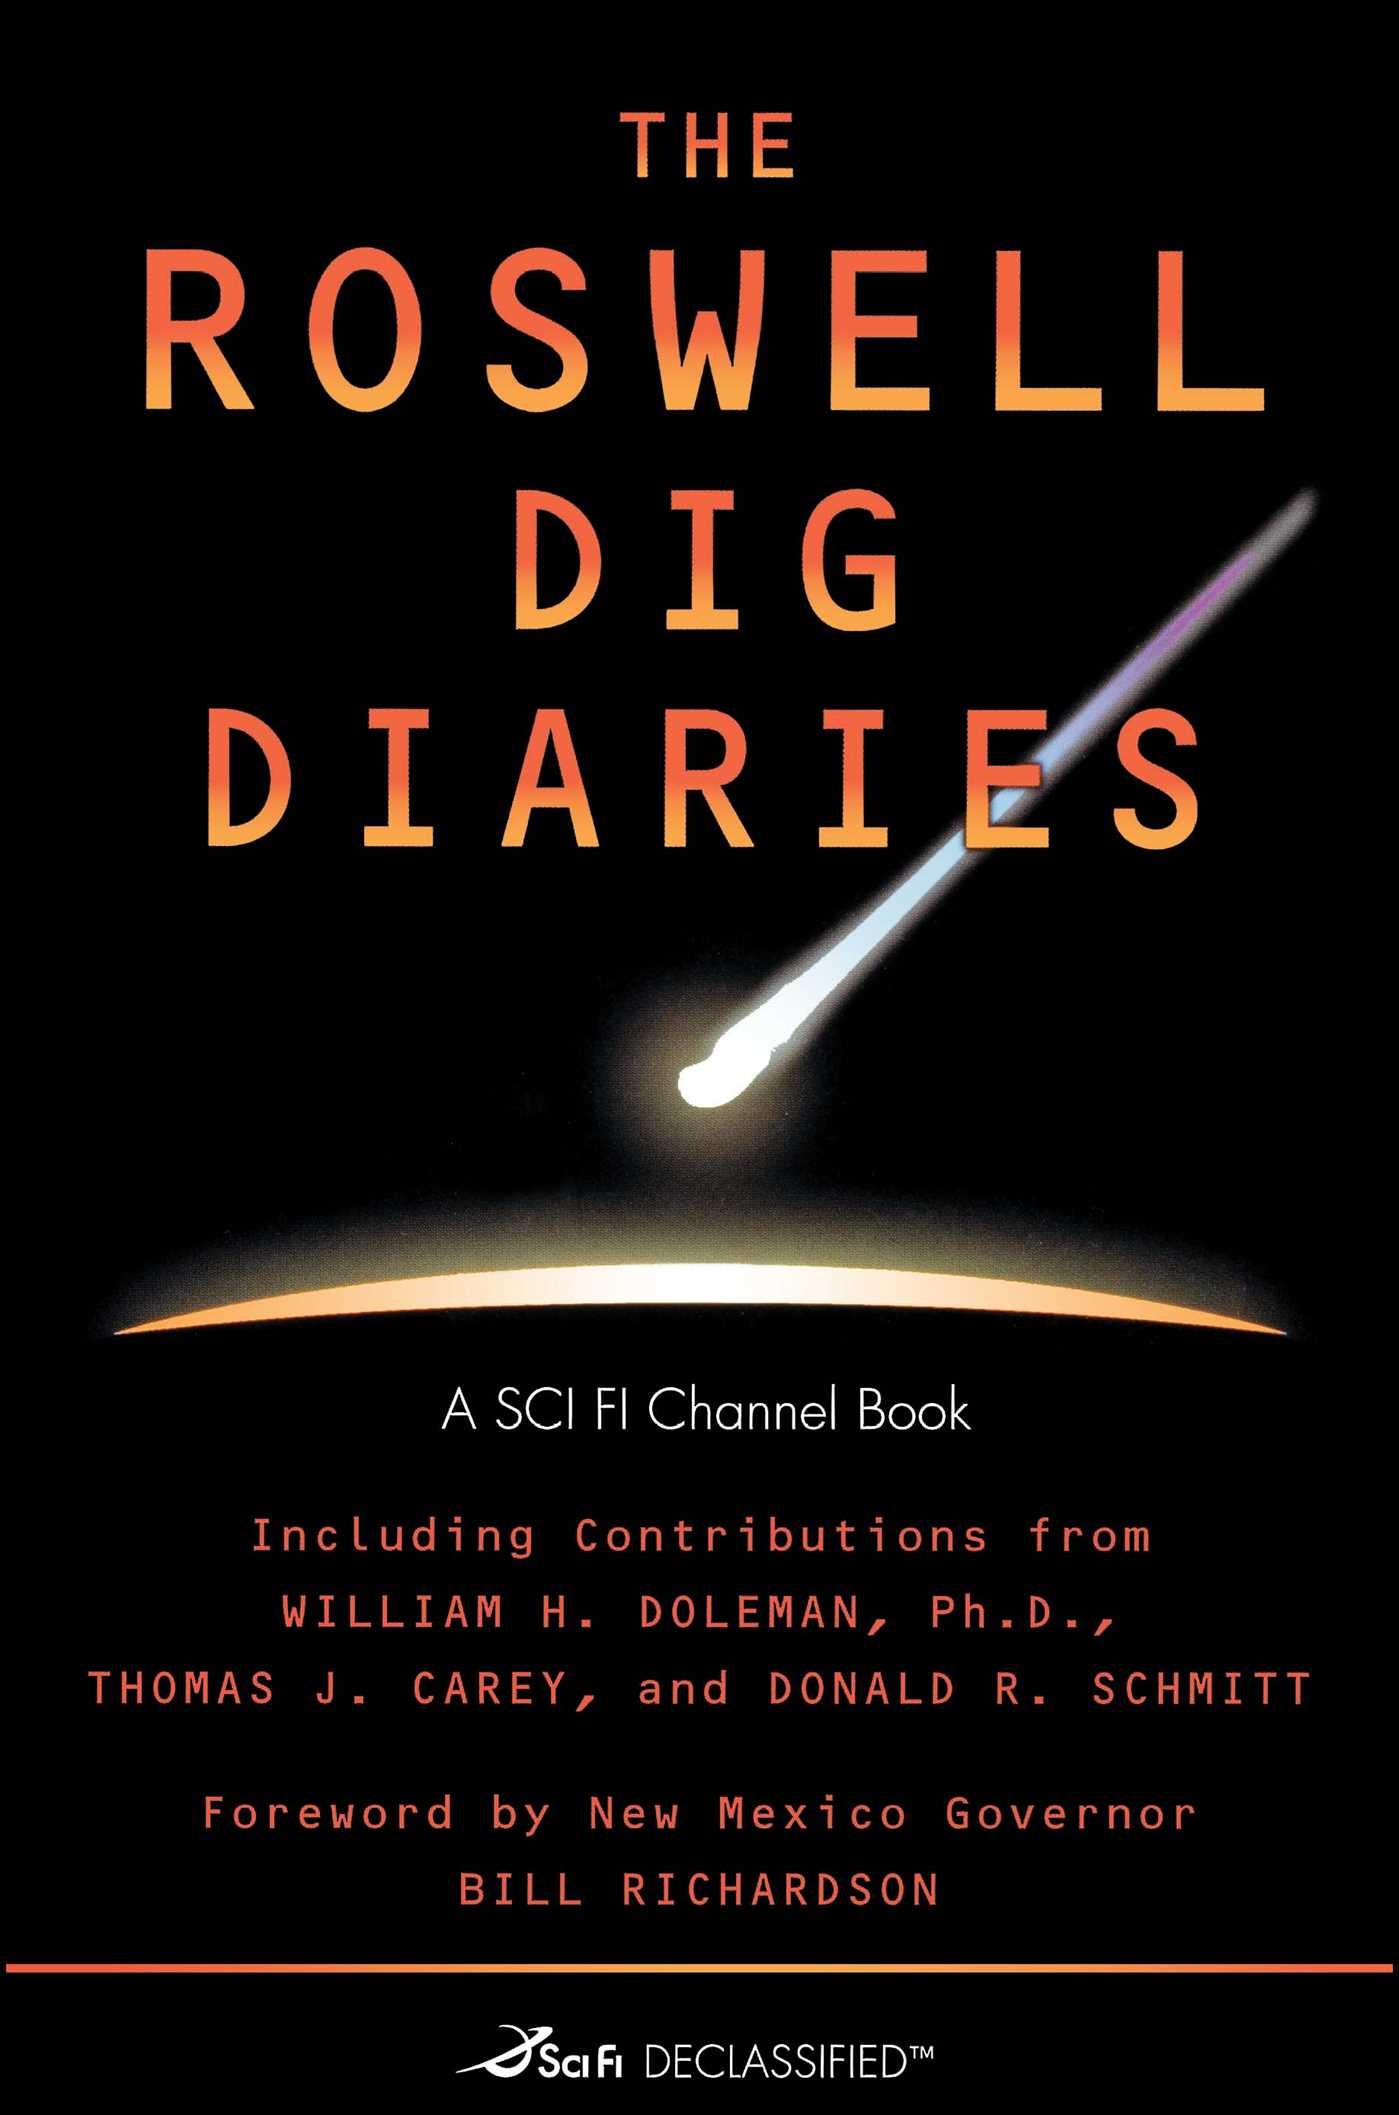 THE
ROSWELL
DIG
DIARIES
A SCI FI Channel Book
Including Contributions from
WILLIAM H. DOLEMAN, Ph.D.,
THOMAS J. CAREY, and DONALD R. SCHMITT
Foreword by New Mexico Governor
BILL RICHARDSON
SCI FI DECLASSIFIED™